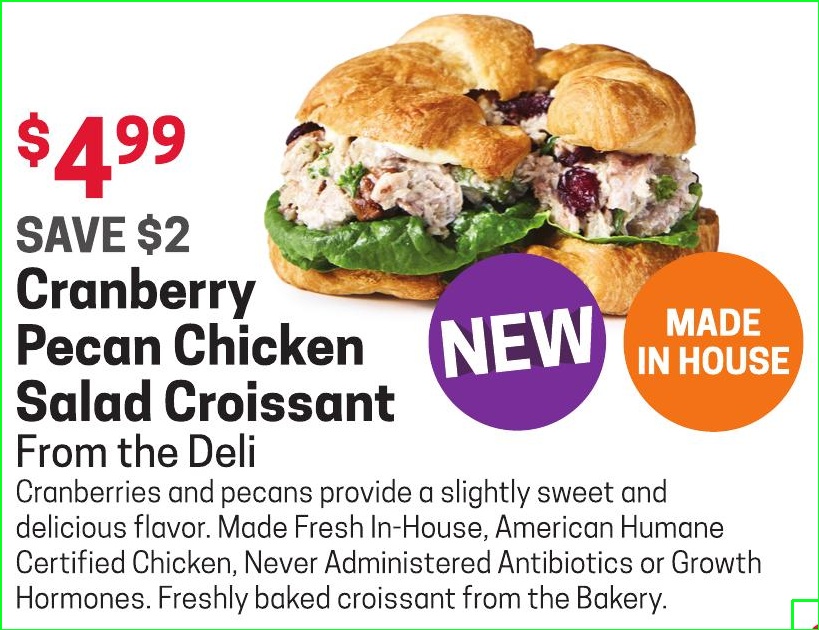 $4.99
SAVE $2
Cranberry
Pecan Chicken
Salad Croissant
From the Deli
NEW
MADE
IN HOUSE
Cranberries and pecans provide a slightly sweet and
delicious flavor. Made Fresh In-House, American Humane
Certified Chicken, Never Administered Antibiotics or Growth
Hormones. Freshly baked croissant from the Bakery.